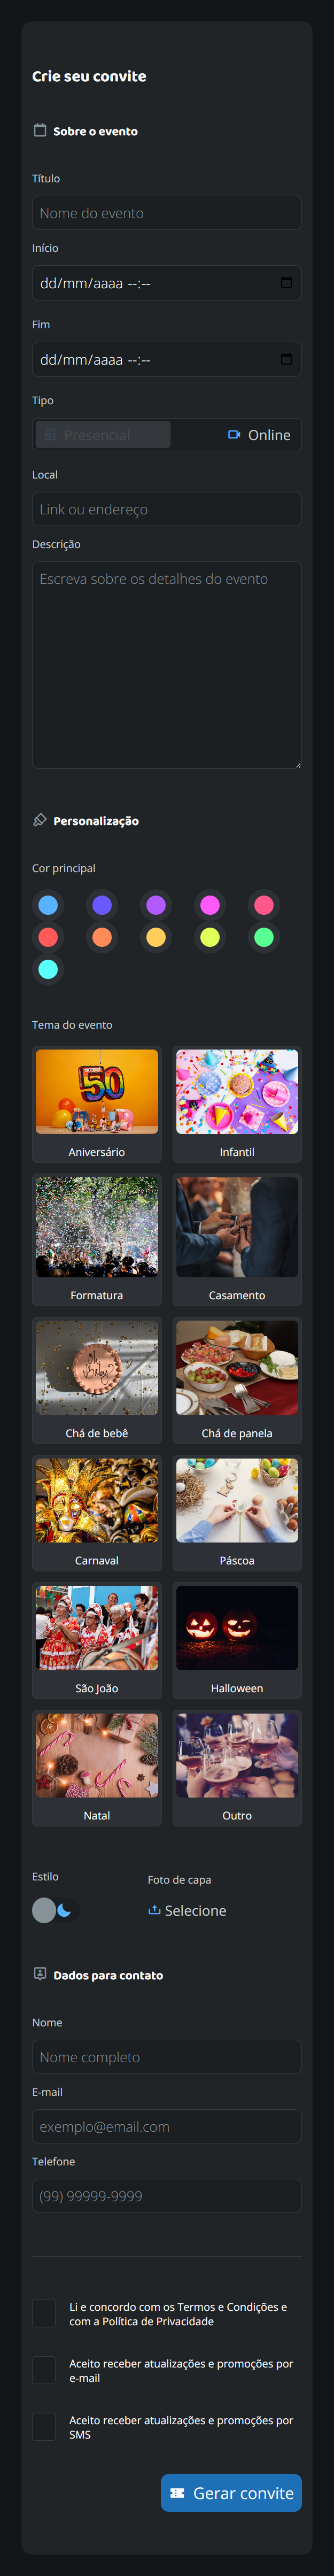 Crie seu convite
Sobre o evento
Título
Nome do evento
Início
dd/mm/aaaa --:--
Fim
dd/mm/aaaa --:--
Tipo
Presencial
Online
Local
Link ou endereço
Descrição
Escreva sobre os detalhes do evento
Personalização
Cor principal
Tema do evento
50
Aniversário
Infantil
Formatura
Casamento
Chá de bebê
Chá de panela
Carnaval
Páscoa
São João
Halloween
Natal
Outro
Estilo
Foto de capa
Selecione
Dados para contato
Nome
Nome completo
E-mail
exemplo@email.com
Telefone
(99) 99999-9999
Li e concordo com os Termos e Condições e
com a Política de Privacidade
Aceito receber atualizações e promoções por
e-mail
Aceito receber atualizações e promoções por
SMS
Gerar convite